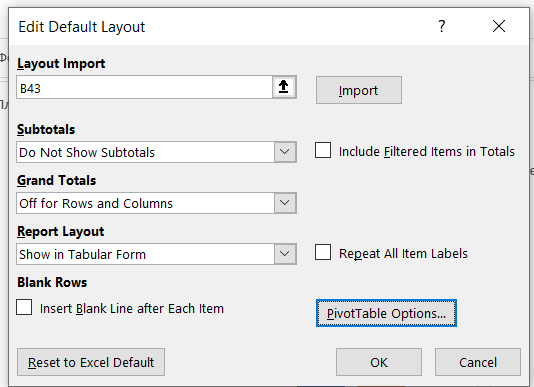 Edit Default Layout ?
Layout Import
B43
Import
Subtotals
Do Not Show Subtotals
Include Filtered Items in Totals
Grand Totals
Off for Rows and Columns
Report Layout
Show in Tabular Form
Repeat All Item Labels
Blank Rows
Insert Blank Line after Each Item
PivotTable Options...
Reset to Excel Default
OK
Cancel